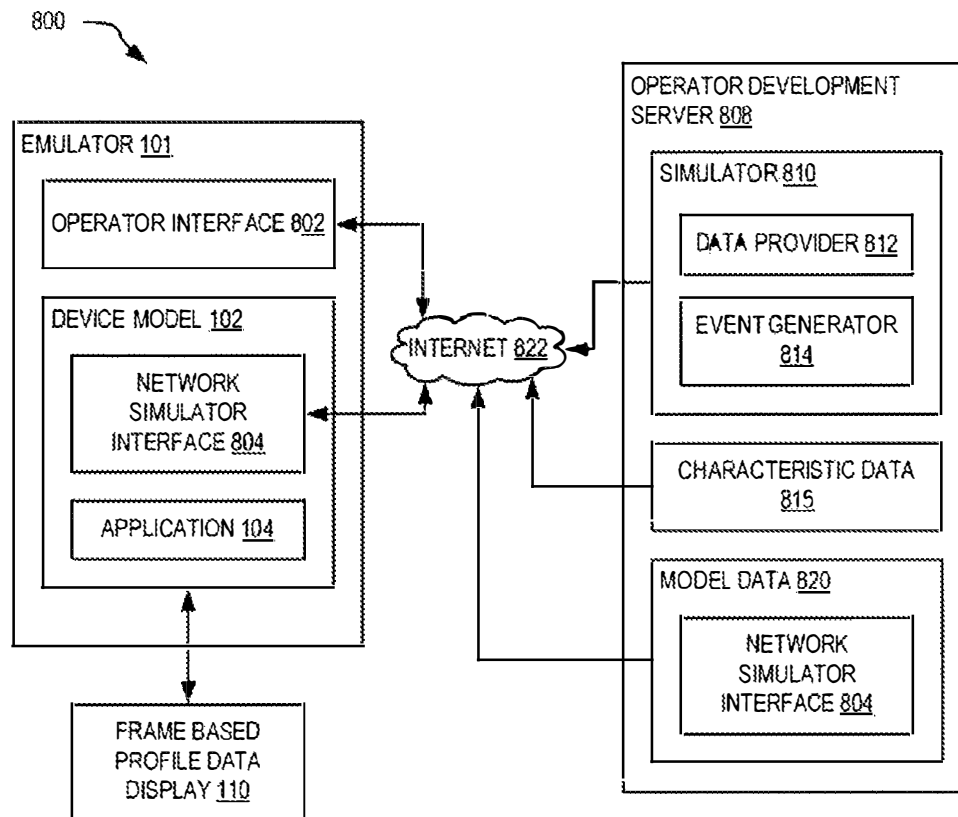 800
EMULATOR 101
OPERATOR INTERFACE 802
DEVICE MODEL 102
NETWORK
SIMULATOR
INTERFACE 804
APPLICATION 104
FRAME BASED
PROFILE DATA
DISPLAY 110
INTERNET 822
OPERATOR DEVELOPMENT
SERVER 808
SIMULATOR 810
DATA PROVIDER 812
EVENT GENERATOR
814
CHARACTERISTIC DATA
815
MODEL DATA 820
NETWORK
SIMULATOR
INTERFACE 804